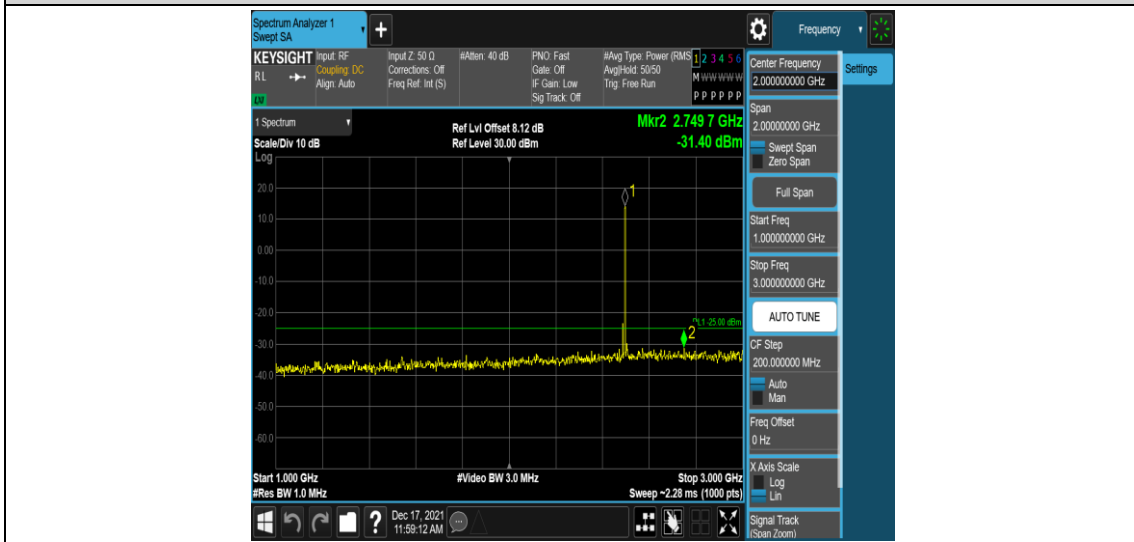 Spectrum Analyzer 1
Swept SA
+
Frequency
KEYSIGHT
RL
LXI
Input: RF
Coupling: DC
Align: Auto
Input Z: 50 Ω
Corrections: Off
Freq Ref: Int (S)
#Atten: 40 dB
PNO: Fast
Gate: Off
IF Gain: Low
Sig Track: Off
#Avg Type: Power (RMS
Avg|Hold: 50/50
Trig: Free Run
1 2 3 4 5 6
M W W W W W
P P P P P P
Center Frequency
2.000000000 GHz
Settings
Span
2.00000000 GHz
Swept Span
Zero Span
Full Span
Start Freq
1.000000000 GHz
Stop Freq
3.000000000 GHz
AUTO TUNE
CF Step
200.000000 MHz
Auto
Man
Freq Offset
0 Hz
X Axis Scale
Log
Lin
Signal Track
(Span Zoom)
1 Spectrum
Scale/Div 10 dB
Log
Ref Lvl Offset 8.12 dB
Ref Level 30.00 dBm
Mkr2 2.749 7 GHz
-31.40 dBm
20.0
10.0
0.00
-10.0
-20.0
-30.0
-40.0
-50.0
-60.0
1
DL1 -25.00 dBm
2
Start 1.000 GHz
#Res BW 1.0 MHz
#Video BW 3.0 MHz
Stop 3.000 GHz
Sweep ~2.28 ms (1000 pts)
?
Dec 17, 2021
11:59:12 AM